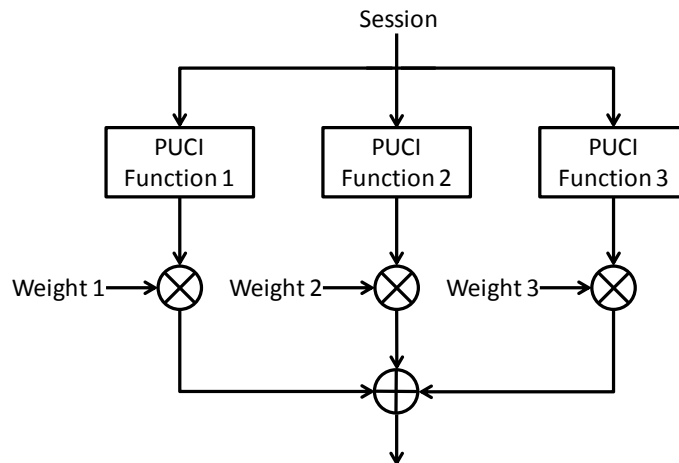 Session
PUCI
Function 1
PUCI
Function 2
PUCI
Function 3
Weight 1
Weight 2
Weight 3